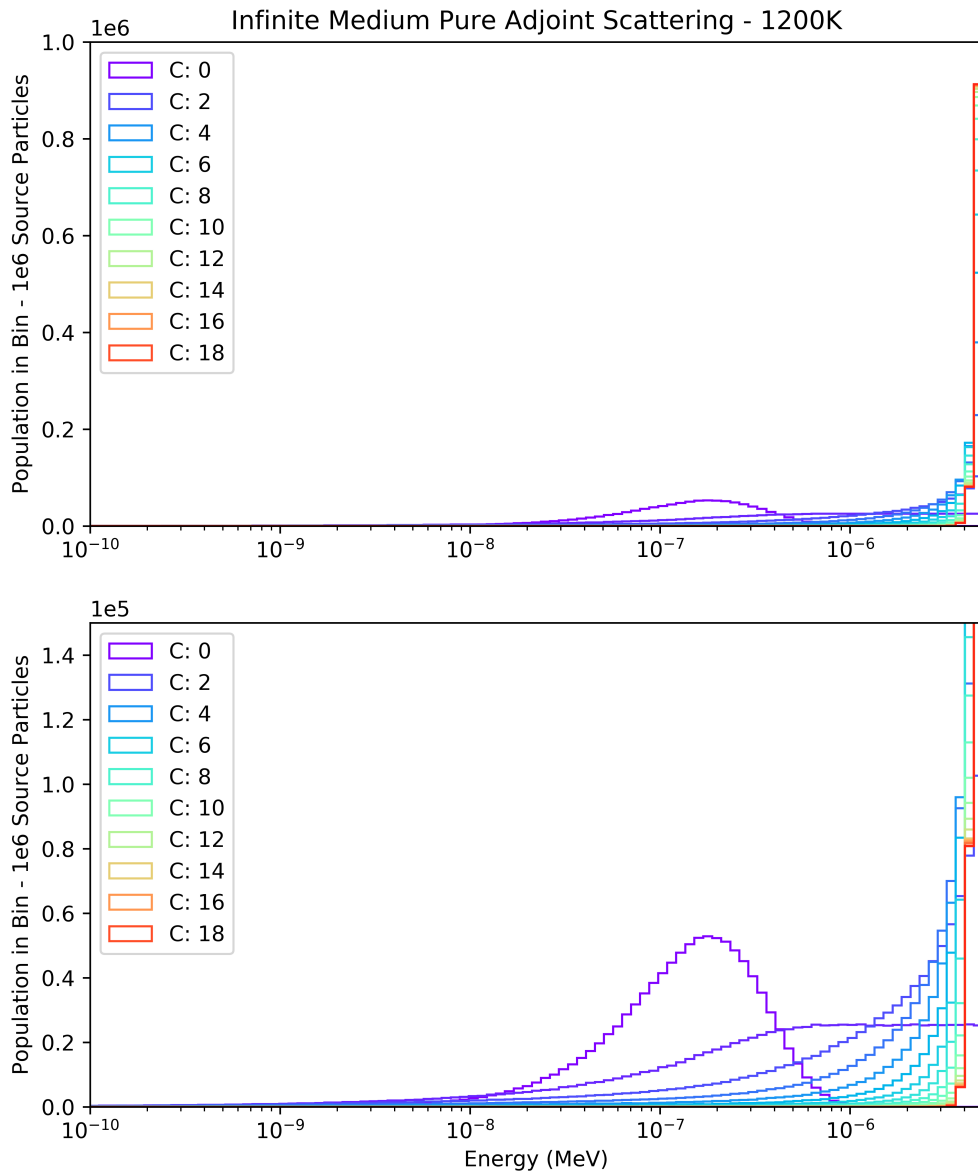 Infinite Medium Pure Adjoint Scattering - 1200K
1e6
1.0
0.8
0.6
0.4
0.2
0.0
Population in Bin - 1e6 Source Particles
C: 0
C: 2
C: 4
C: 6
C: 8
C: 10
C: 12
C: 14
C: 16
C: 18
10⁻¹⁰ 10⁻⁹ 10⁻⁸ 10⁻⁷ 10⁻⁶
1e5
1.4
1.2
1.0
0.8
0.6
0.4
0.2
0.0
Population in Bin - 1e6 Source Particles
C: 0
C: 2
C: 4
C: 6
C: 8
C: 10
C: 12
C: 14
C: 16
C: 18
10⁻¹⁰ 10⁻⁹ 10⁻⁸ 10⁻⁷ 10⁻⁶
Energy (MeV)